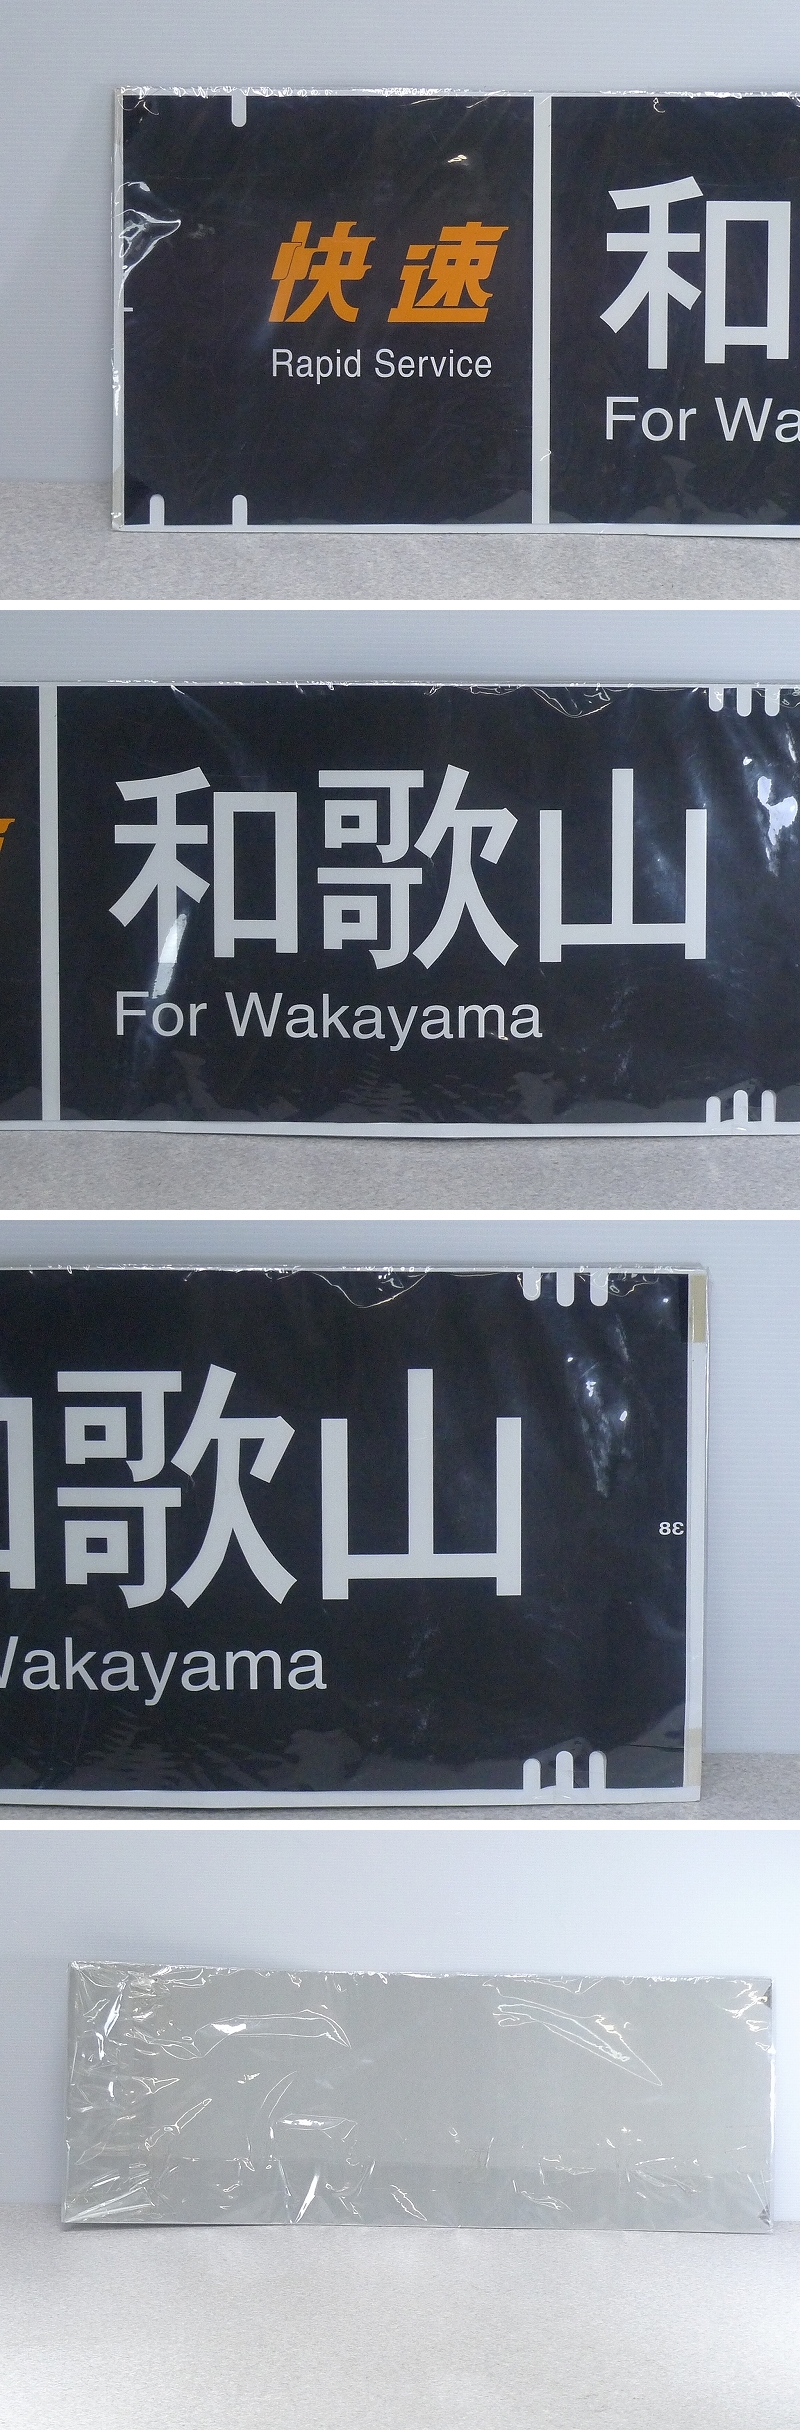 快速
Rapid Service
和
For Wa
和歌山
For Wakayama
歌山
Wakayama
38